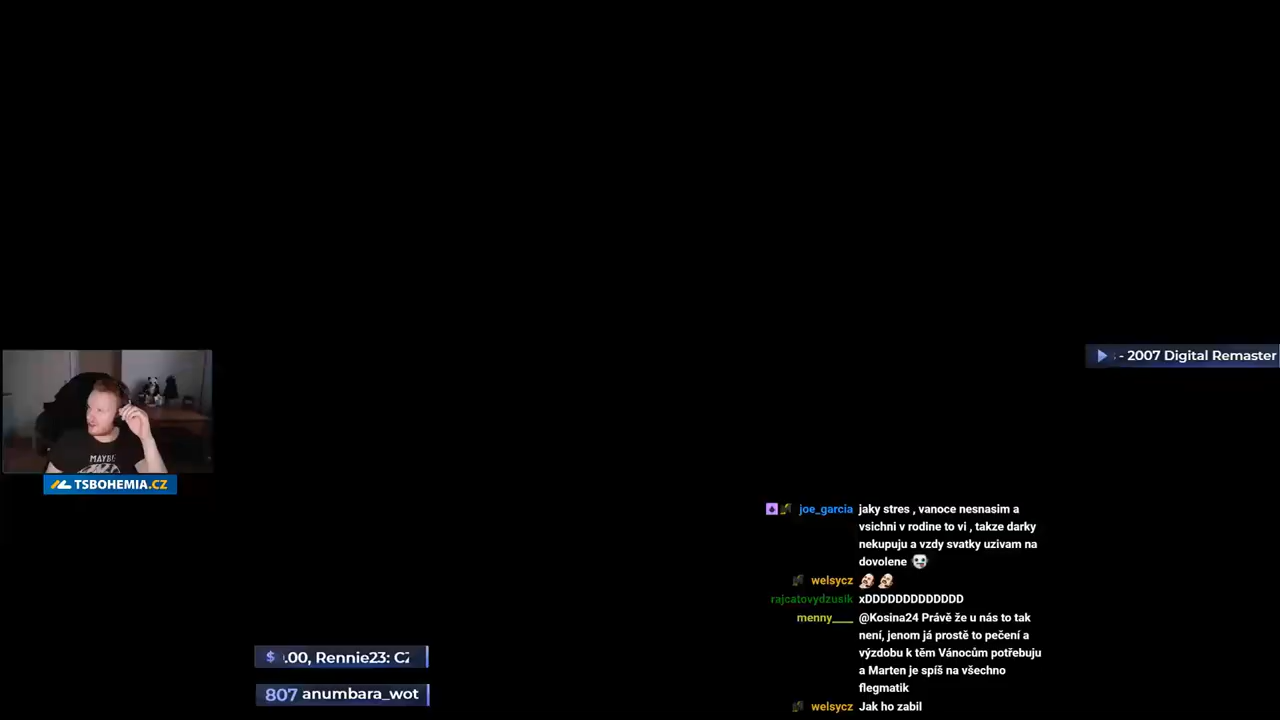 - 2007 Digital Remaster
MAYBE
TSBOHEMIA.CZ
joe_garcia jaky stres , vanoce nesnasim a
vsichni v rodine to vi , takze darky
nekupuju a vzdy svatky uzivam na
dovolene
welsycz
rajcatovydzusik xDDDDDDDDDDDDD
menny____ @Kosina24 Právě že u nás to tak
není, jenom já prostě to pečení a
výzdobu k těm Vánocům potřebuju
a Marten je spíš na všechno
flegmatik
welsycz Jak ho zabil
$ .00, Rennie23: CZ
807 anumbara_wot